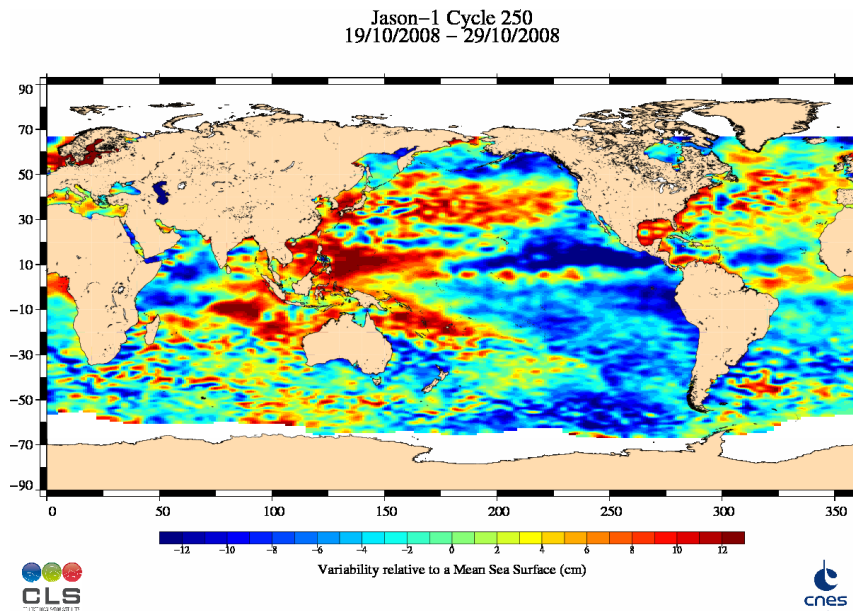 Jason-1 Cycle 250
19/10/2008 - 29/10/2008
90
70
50
30
10
-10
-30
-50
-70
-90
0 50 100 150 200 250 300 350
-12 -10 -8 -6 -4 -2 0 2 4 6 8 10 12
Variability relative to a Mean Sea Surface (cm)
CLS
cnes